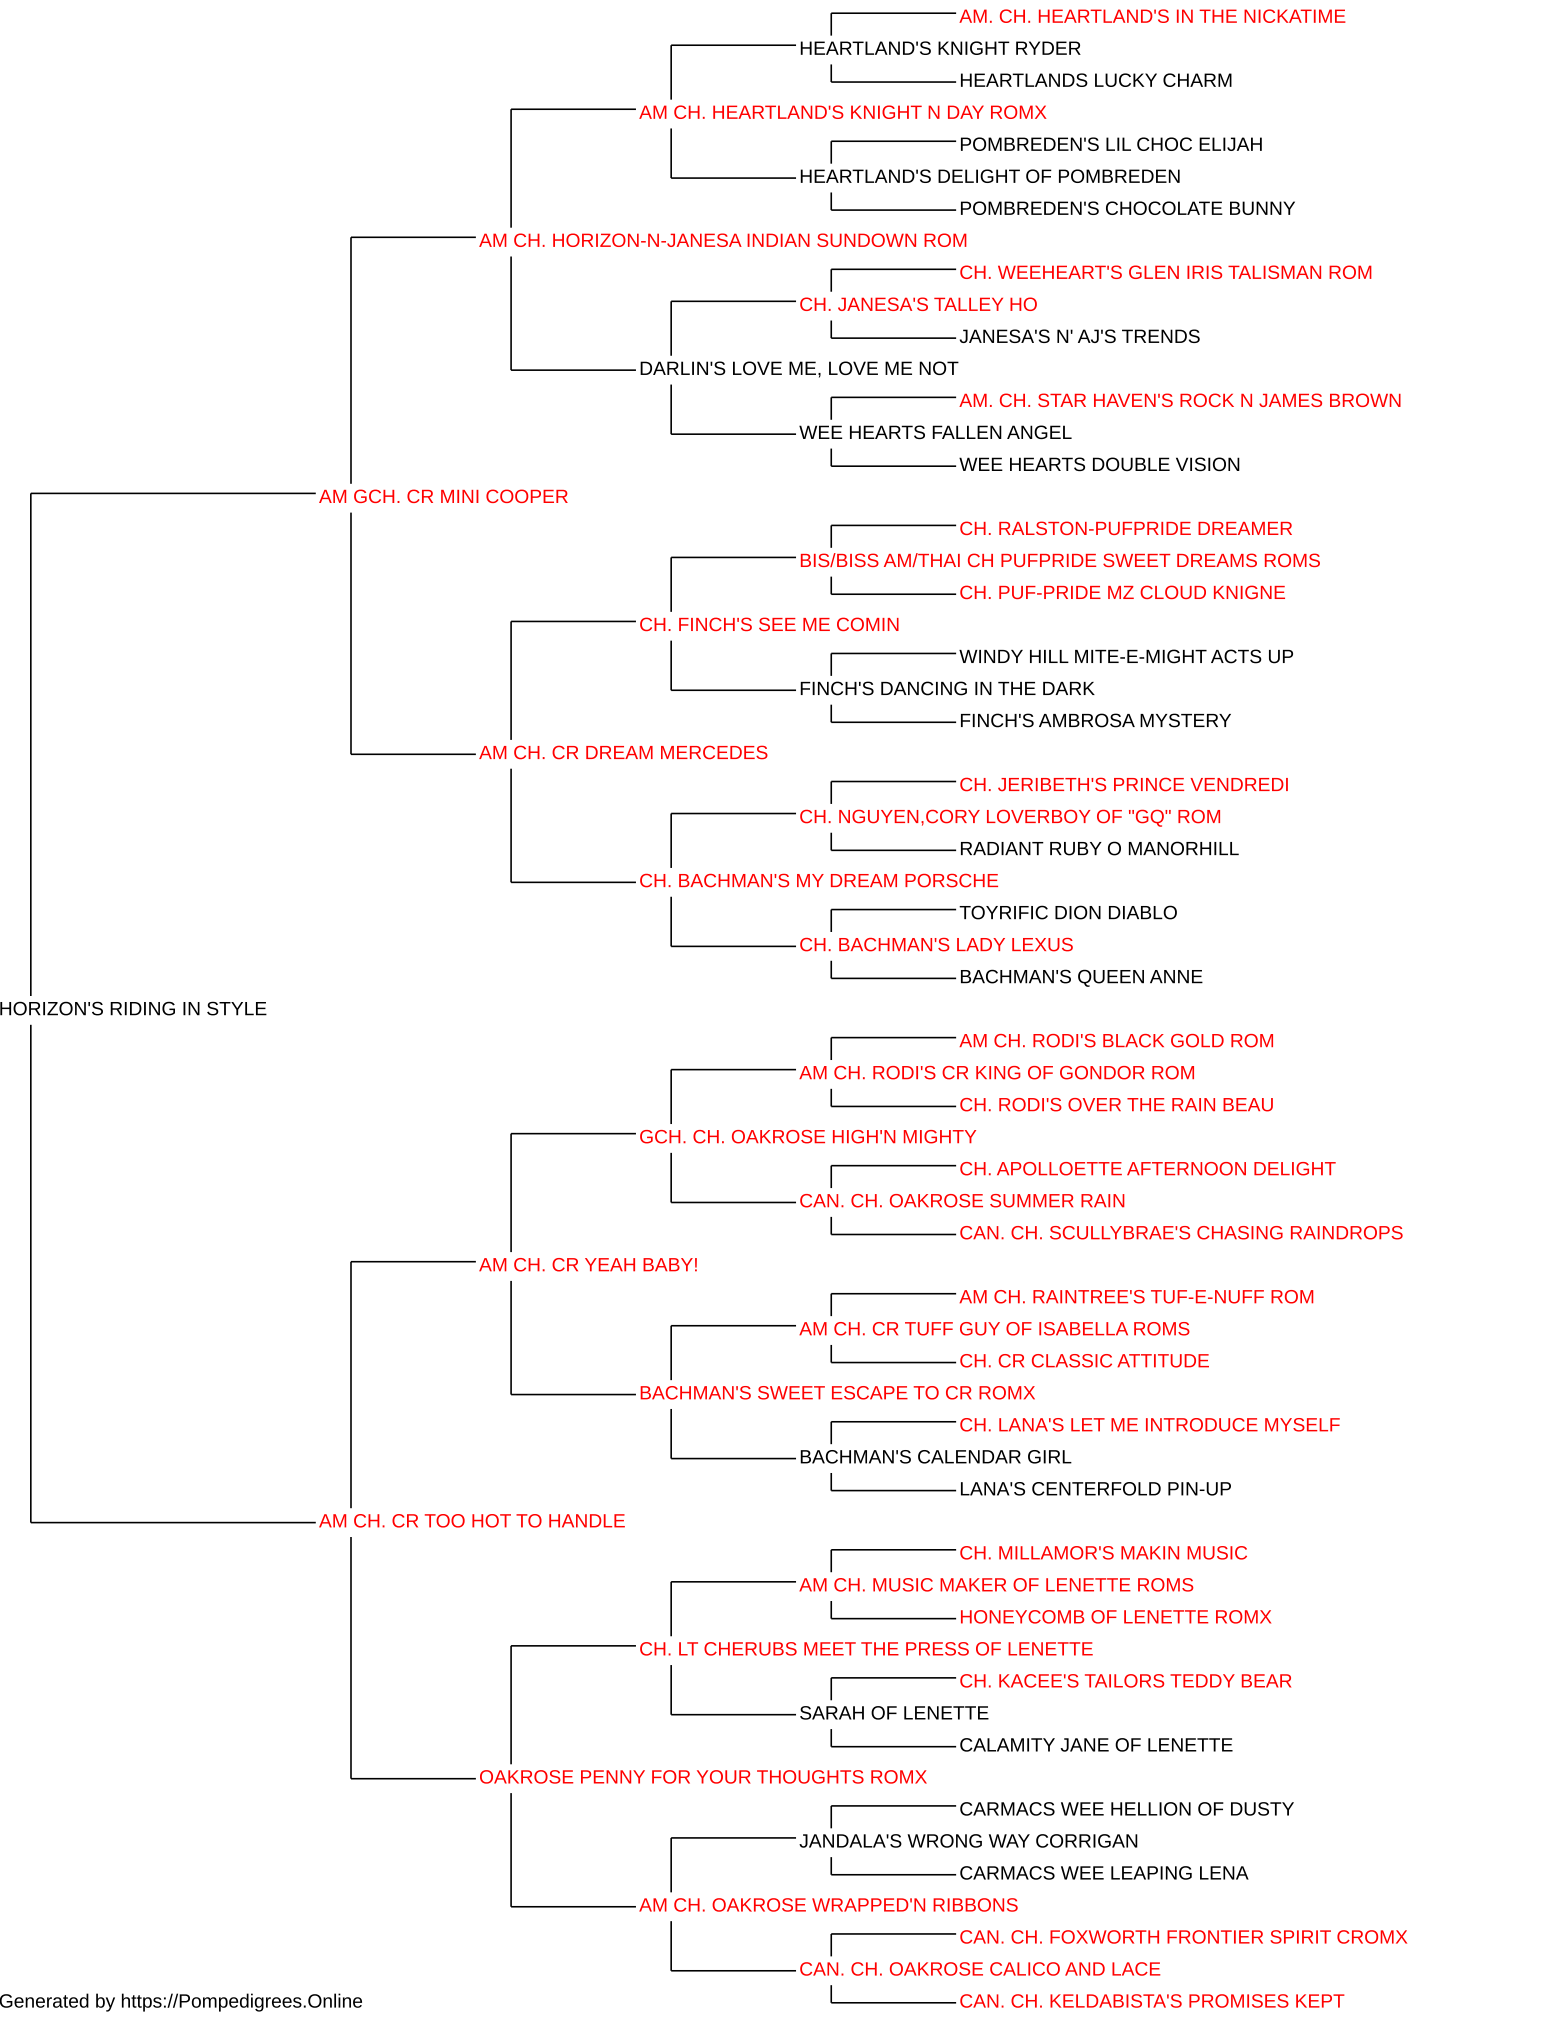 AM. CH. HEARTLAND'S IN THE NICKATIME
HEARTLAND'S KNIGHT RYDER
HEARTLANDS LUCKY CHARM
AM CH. HEARTLAND'S KNIGHT N DAY ROMX
POMBREDEN'S LIL CHOC ELIJAH
HEARTLAND'S DELIGHT OF POMBREDEN
POMBREDEN'S CHOCOLATE BUNNY
AM CH. HORIZON-N-JANESA INDIAN SUNDOWN ROM
CH. WEEHEART'S GLEN IRIS TALISMAN ROM
CH. JANESA'S TALLEY HO
JANESA'S N' AJ'S TRENDS
DARLIN'S LOVE ME, LOVE ME NOT
AM. CH. STAR HAVEN'S ROCK N JAMES BROWN
WEE HEARTS FALLEN ANGEL
WEE HEARTS DOUBLE VISION
AM GCH. CR MINI COOPER
CH. RALSTON-PUFPRIDE DREAMER
BIS/BISS AM/THAI CH PUFPRIDE SWEET DREAMS ROMS
CH. PUF-PRIDE MZ CLOUD KNIGNE
CH. FINCH'S SEE ME COMIN
WINDY HILL MITE-E-MIGHT ACTS UP
FINCH'S DANCING IN THE DARK
FINCH'S AMBROSA MYSTERY
AM CH. CR DREAM MERCEDES
CH. JERIBETH'S PRINCE VENDREDI
CH. NGUYEN,CORY LOVERBOY OF "GQ" ROM
RADIANT RUBY O MANORHILL
CH. BACHMAN'S MY DREAM PORSCHE
TOYRIFIC DION DIABLO
CH. BACHMAN'S LADY LEXUS
BACHMAN'S QUEEN ANNE
HORIZON'S RIDING IN STYLE
AM CH. RODI'S BLACK GOLD ROM
AM CH. RODI'S CR KING OF GONDOR ROM
CH. RODI'S OVER THE RAIN BEAU
GCH. CH. OAKROSE HIGH'N MIGHTY
CH. APOLLOETTE AFTERNOON DELIGHT
CAN. CH. OAKROSE SUMMER RAIN
CAN. CH. SCULLYBRAE'S CHASING RAINDROPS
AM CH. CR YEAH BABY!
AM CH. RAINTREE'S TUF-E-NUFF ROM
AM CH. CR TUFF GUY OF ISABELLA ROMS
CH. CR CLASSIC ATTITUDE
BACHMAN'S SWEET ESCAPE TO CR ROMX
CH. LANA'S LET ME INTRODUCE MYSELF
BACHMAN'S CALENDAR GIRL
LANA'S CENTERFOLD PIN-UP
AM CH. CR TOO HOT TO HANDLE
CH. MILLAMOR'S MAKIN MUSIC
AM CH. MUSIC MAKER OF LENETTE ROMS
HONEYCOMB OF LENETTE ROMX
CH. LT CHERUBS MEET THE PRESS OF LENETTE
CH. KACEE'S TAILORS TEDDY BEAR
SARAH OF LENETTE
CALAMITY JANE OF LENETTE
OAKROSE PENNY FOR YOUR THOUGHTS ROMX
CARMACS WEE HELLION OF DUSTY
JANDALA'S WRONG WAY CORRIGAN
CARMACS WEE LEAPING LENA
AM CH. OAKROSE WRAPPED'N RIBBONS
CAN. CH. FOXWORTH FRONTIER SPIRIT CROMX
CAN. CH. OAKROSE CALICO AND LACE
CAN. CH. KELDABISTA'S PROMISES KEPT
Generated by https://Pompedigrees.Online